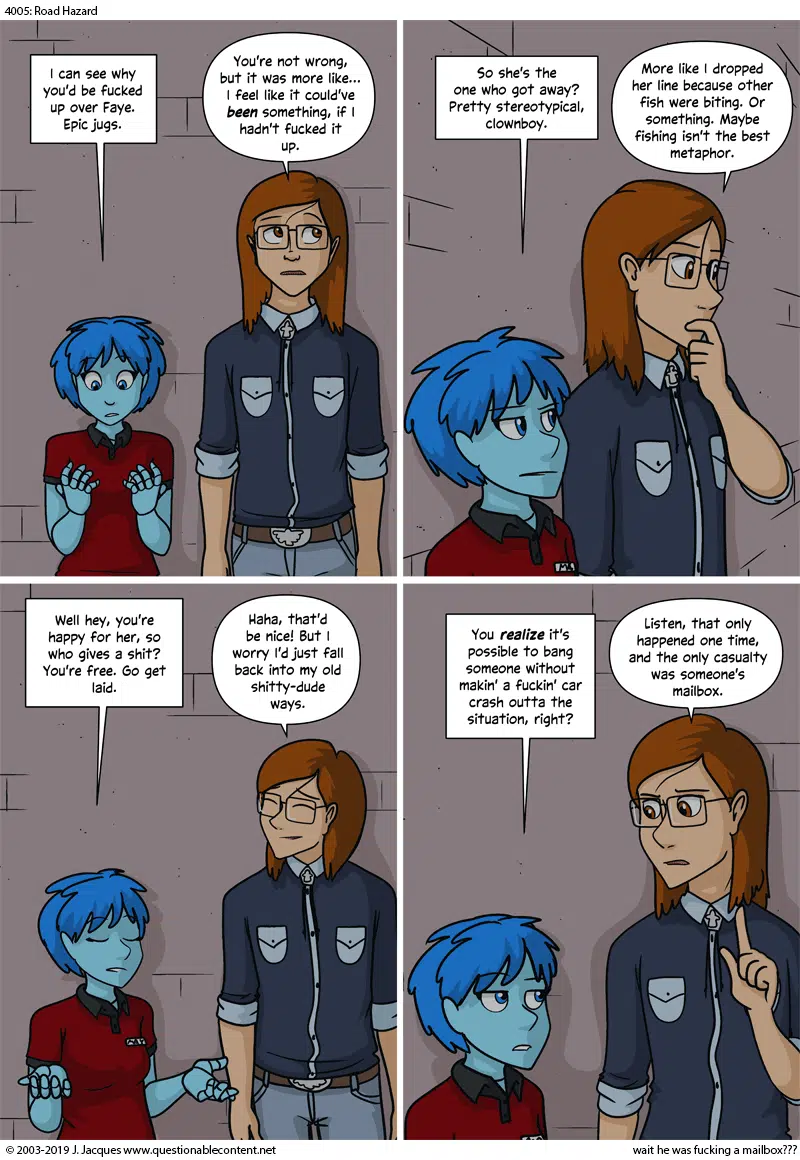 4005: Road Hazard
I can see why
you'd be fucked
up over Faye.
Epic jugs.
You're not wrong,
but it was more like...
I feel like it could've
been something, if I
hadn't fucked it
up.
So she's the
one who got away?
Pretty stereotypical,
clownboy.
More like I dropped
her line because other
fish were biting. Or
something. Maybe
fishing isn't the best
metaphor.
Well hey, you're
happy for her, so
who gives a shit?
You're free. Go get
laid.
Haha, that'd
be nice! But I
worry I'd just fall
back into my old
shitty-dude
ways.
You realize it's
possible to bang
someone without
makin' a fuckin' car
crash outta the
situation, right?
Listen, that only
happened one time,
and the only casualty
was someone's
mailbox.
© 2003-2019 J. Jacques www.questionablecontent.net
wait he was fucking a mailbox???